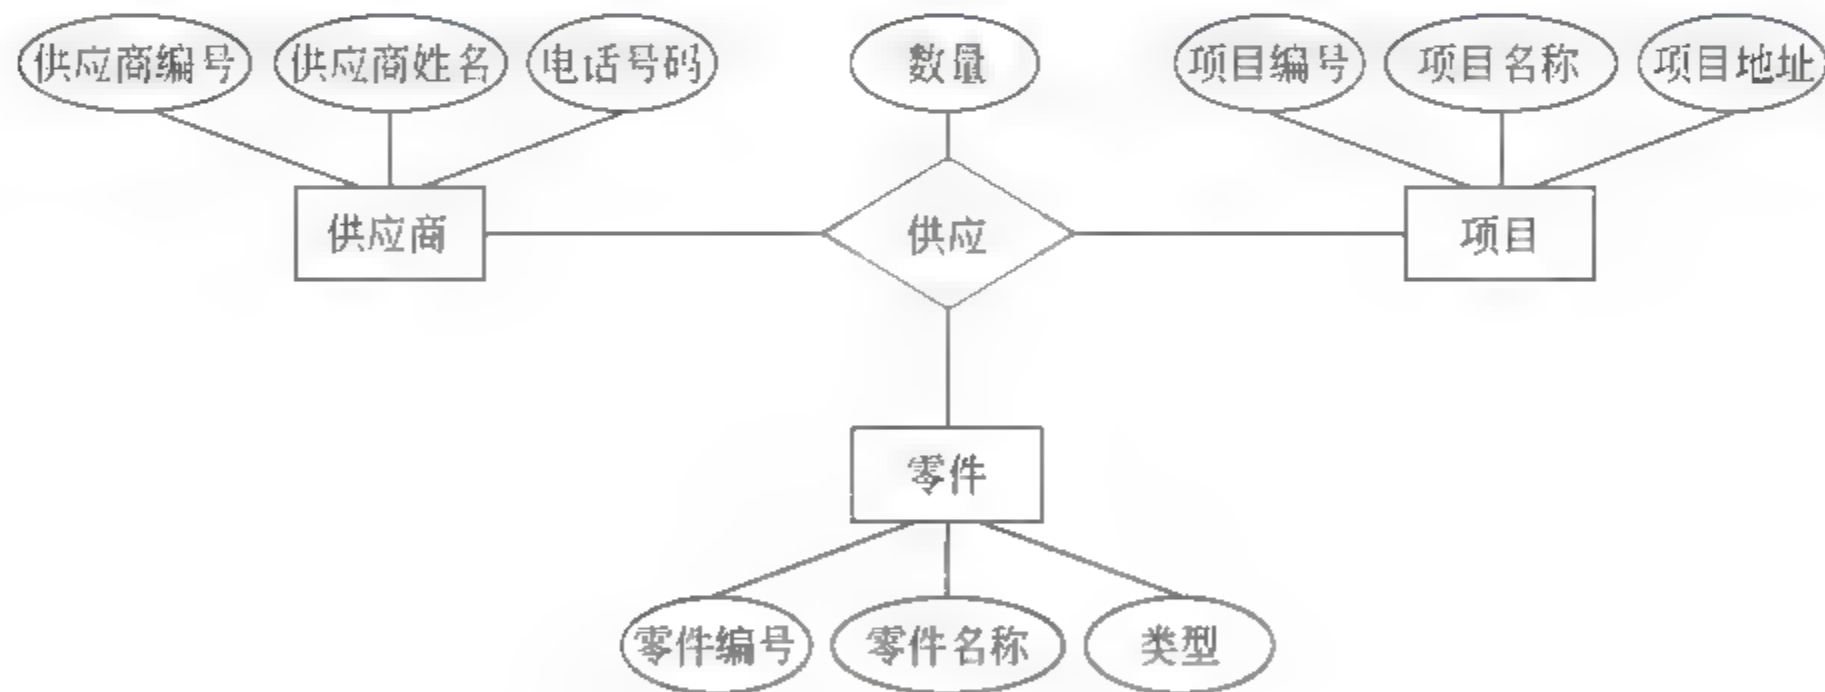 供应商编号 供应商姓名 电话号码 数量 项目编号 项目名称 项目地址
供应商 供应 项目
零件
零件编号 零件名称 类型